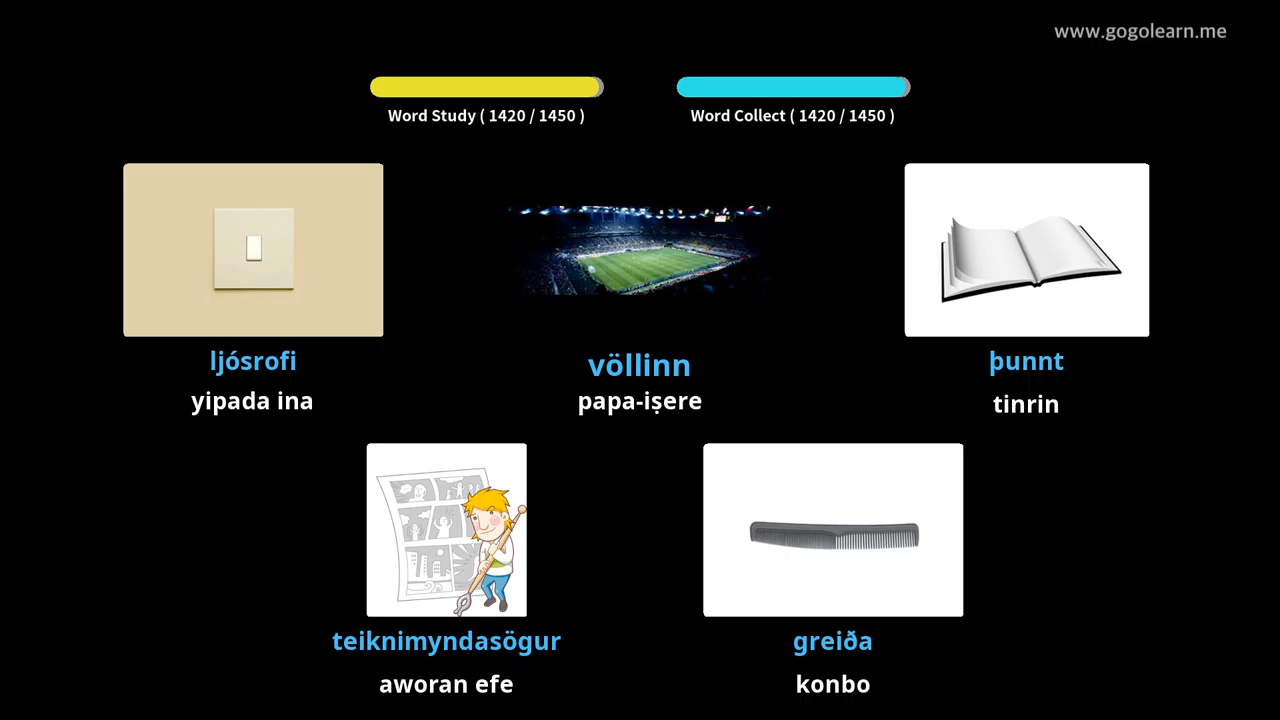 www.gogolearn.me
Word Study ( 1420 / 1450 )
Word Collect ( 1420 / 1450 )
ljósrofi
yipada ina
völlinn
papa-iṣere
þunnt
tinrin
teiknimyndasögur
aworan efe
greiða
konbo